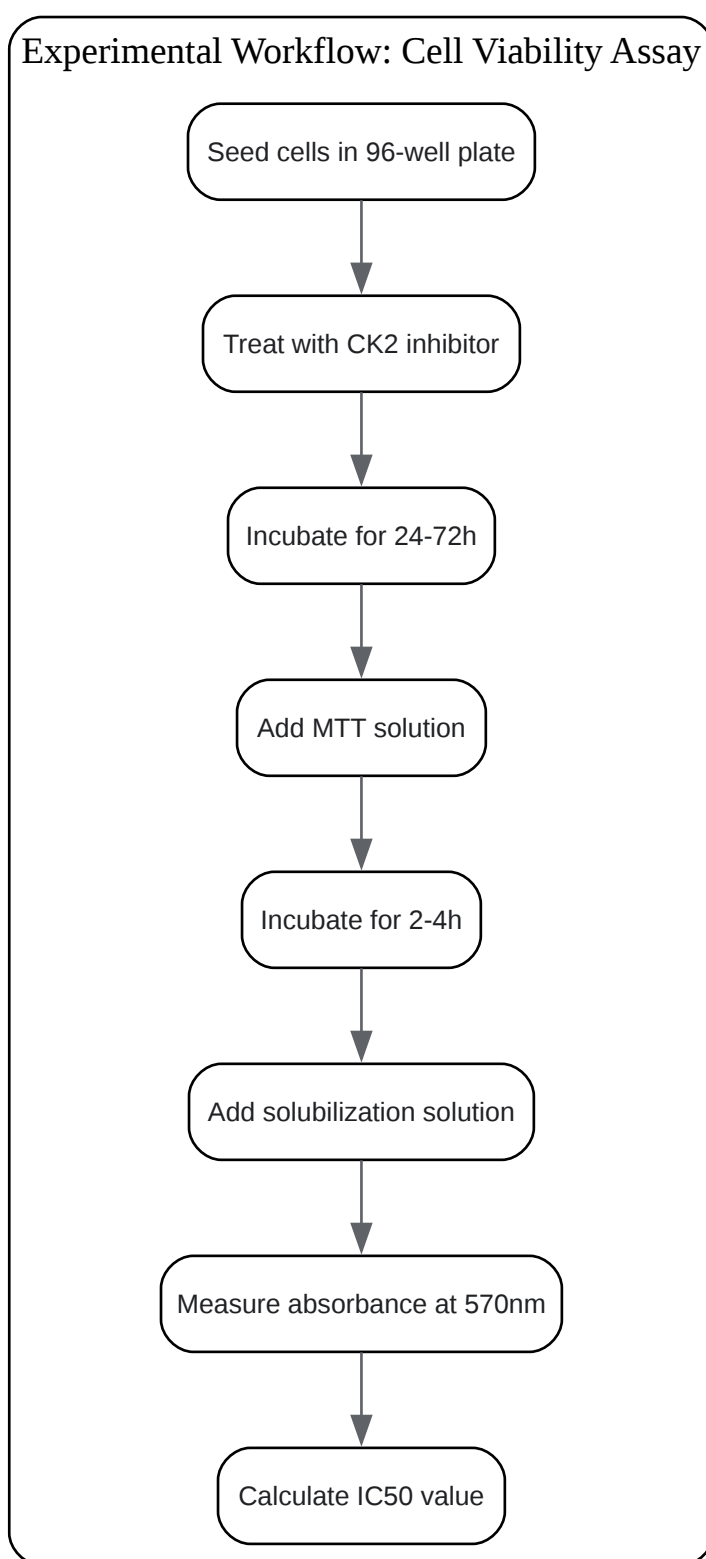 Experimental Workflow: Cell Viability Assay
Seed cells in 96-well plate
Treat with CK2 inhibitor
Incubate for 24-72h
Add MTT solution
Incubate for 2-4h
Add solubilization solution
Measure absorbance at 570nm
Calculate IC50 value